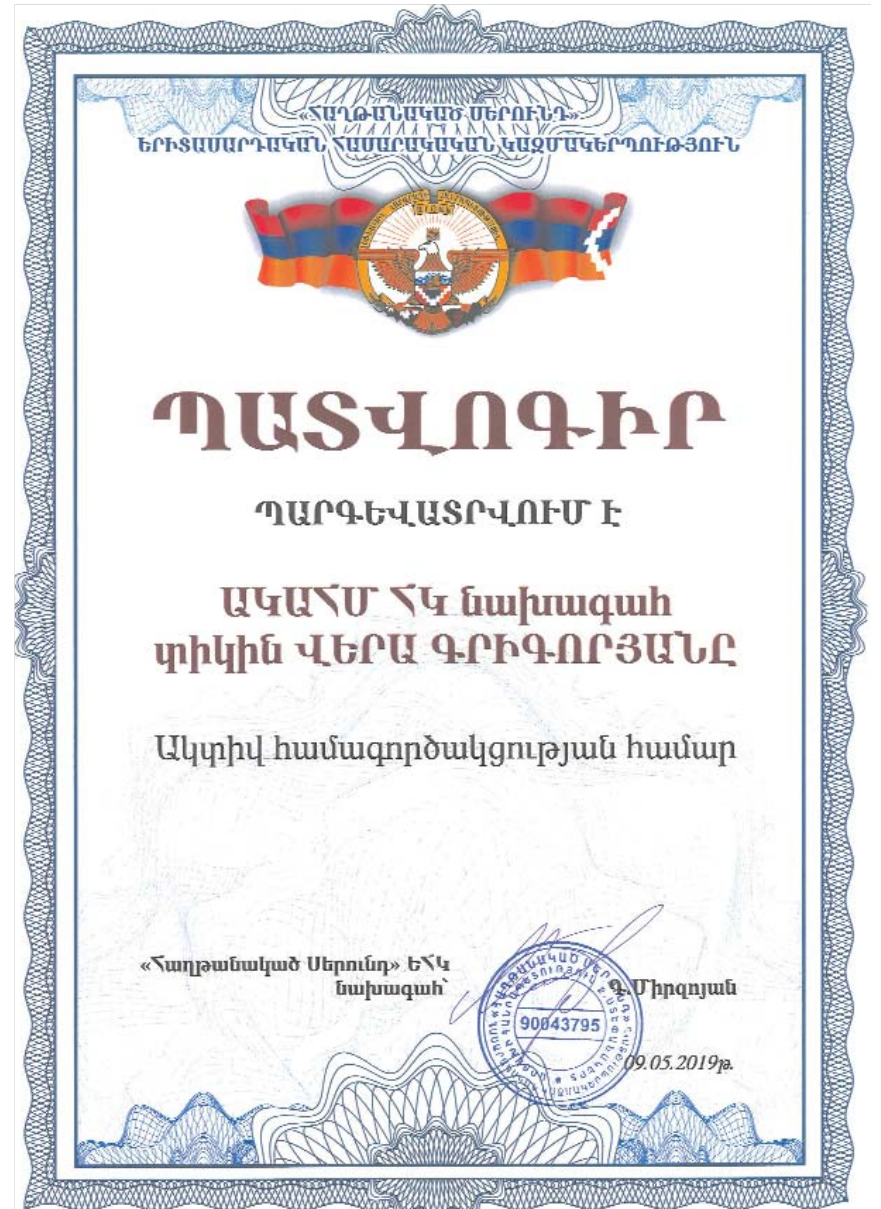 «ՀԱՂԹԱՆԱԿԱԾ ՍԵՐՈՒՆԴ»
ԵՐԻՏԱՍԱՐԴԱԿԱՆ ՀԱՍԱՐԱԿԱԿԱՆ ԿԱԶՄԱԿԵՐՊՈՒԹՅՈՒՆ
ՊԱՏՎՈԳԻՐ
ՊԱՐԳԵՎԱՏՐՎՈՒՄ Է
ԱԿԱՀՄ ՀԿ նախագահ
տիկին ՎԵՐԱ ԳՐԻԳՈՐՅԱՆԸ
Ակտիվ համագործակցության համար
«Հաղթանակած Սերունդ» ԵՀԿ
նախագահ՝
Գ.Միրզոյան
90043795
09.05.2019թ.